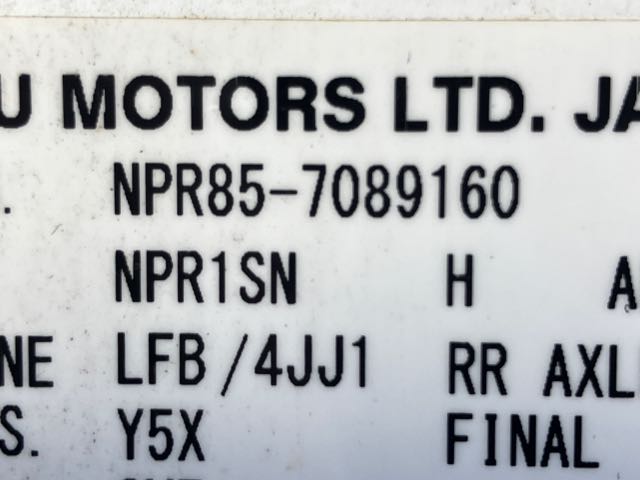 U MOTORS LTD. JA
. NPR85-7089160
NPR1SN H A
NE LFB/4JJ1 RR AXL
S. Y5X FINAL